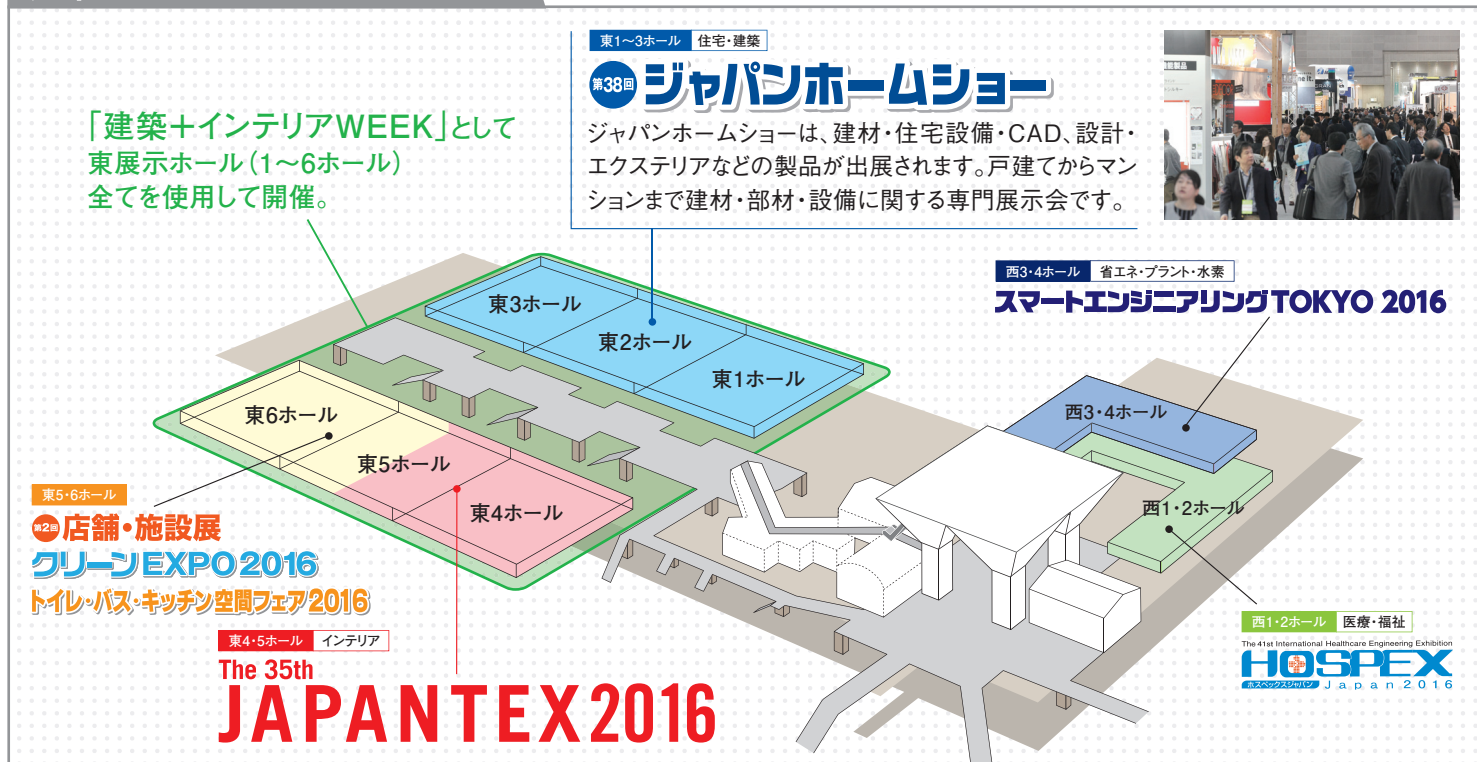 「建築＋インテリアWEEK」として
東展示ホール（1～6ホール）
全てを使用して開催。
東1～3ホール 住宅・建築
第38回 ジャパンホームショー
ジャパンホームショーは、建材・住宅設備・CAD、設計・
エクステリアなどの製品が出展されます。戸建てからマン
ションまで建材・部材・設備に関する専門展示会です。
西3・4ホール 省エネ・プラント・水素
スマートエンジニアリングTOKYO 2016
東3ホール
東2ホール
東1ホール
東6ホール
東5ホール
東4ホール
西3・4ホール
西1・2ホール
東5・6ホール
第2回 店舗・施設展
クリーンEXPO 2016
トイレ・バス・キッチン空間フェア2016
東4・5ホール インテリア
The 35th
JAPANTEX 2016
西1・2ホール 医療・福祉
The 41st International Healthcare Engineering Exhibition
HOSPEX
ホスペックスジャパン Japan 2016